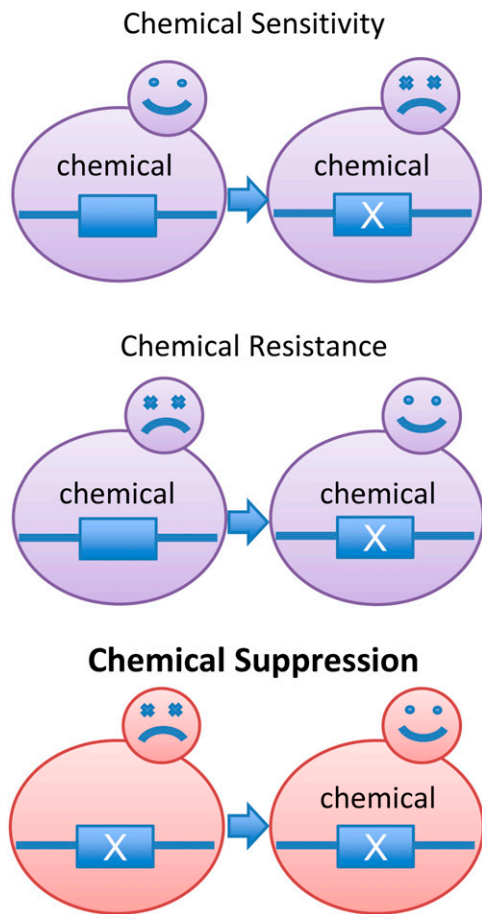 Chemical Sensitivity
chemical chemical
X
Chemical Resistance
chemical chemical
X
Chemical Suppression
chemical
X X